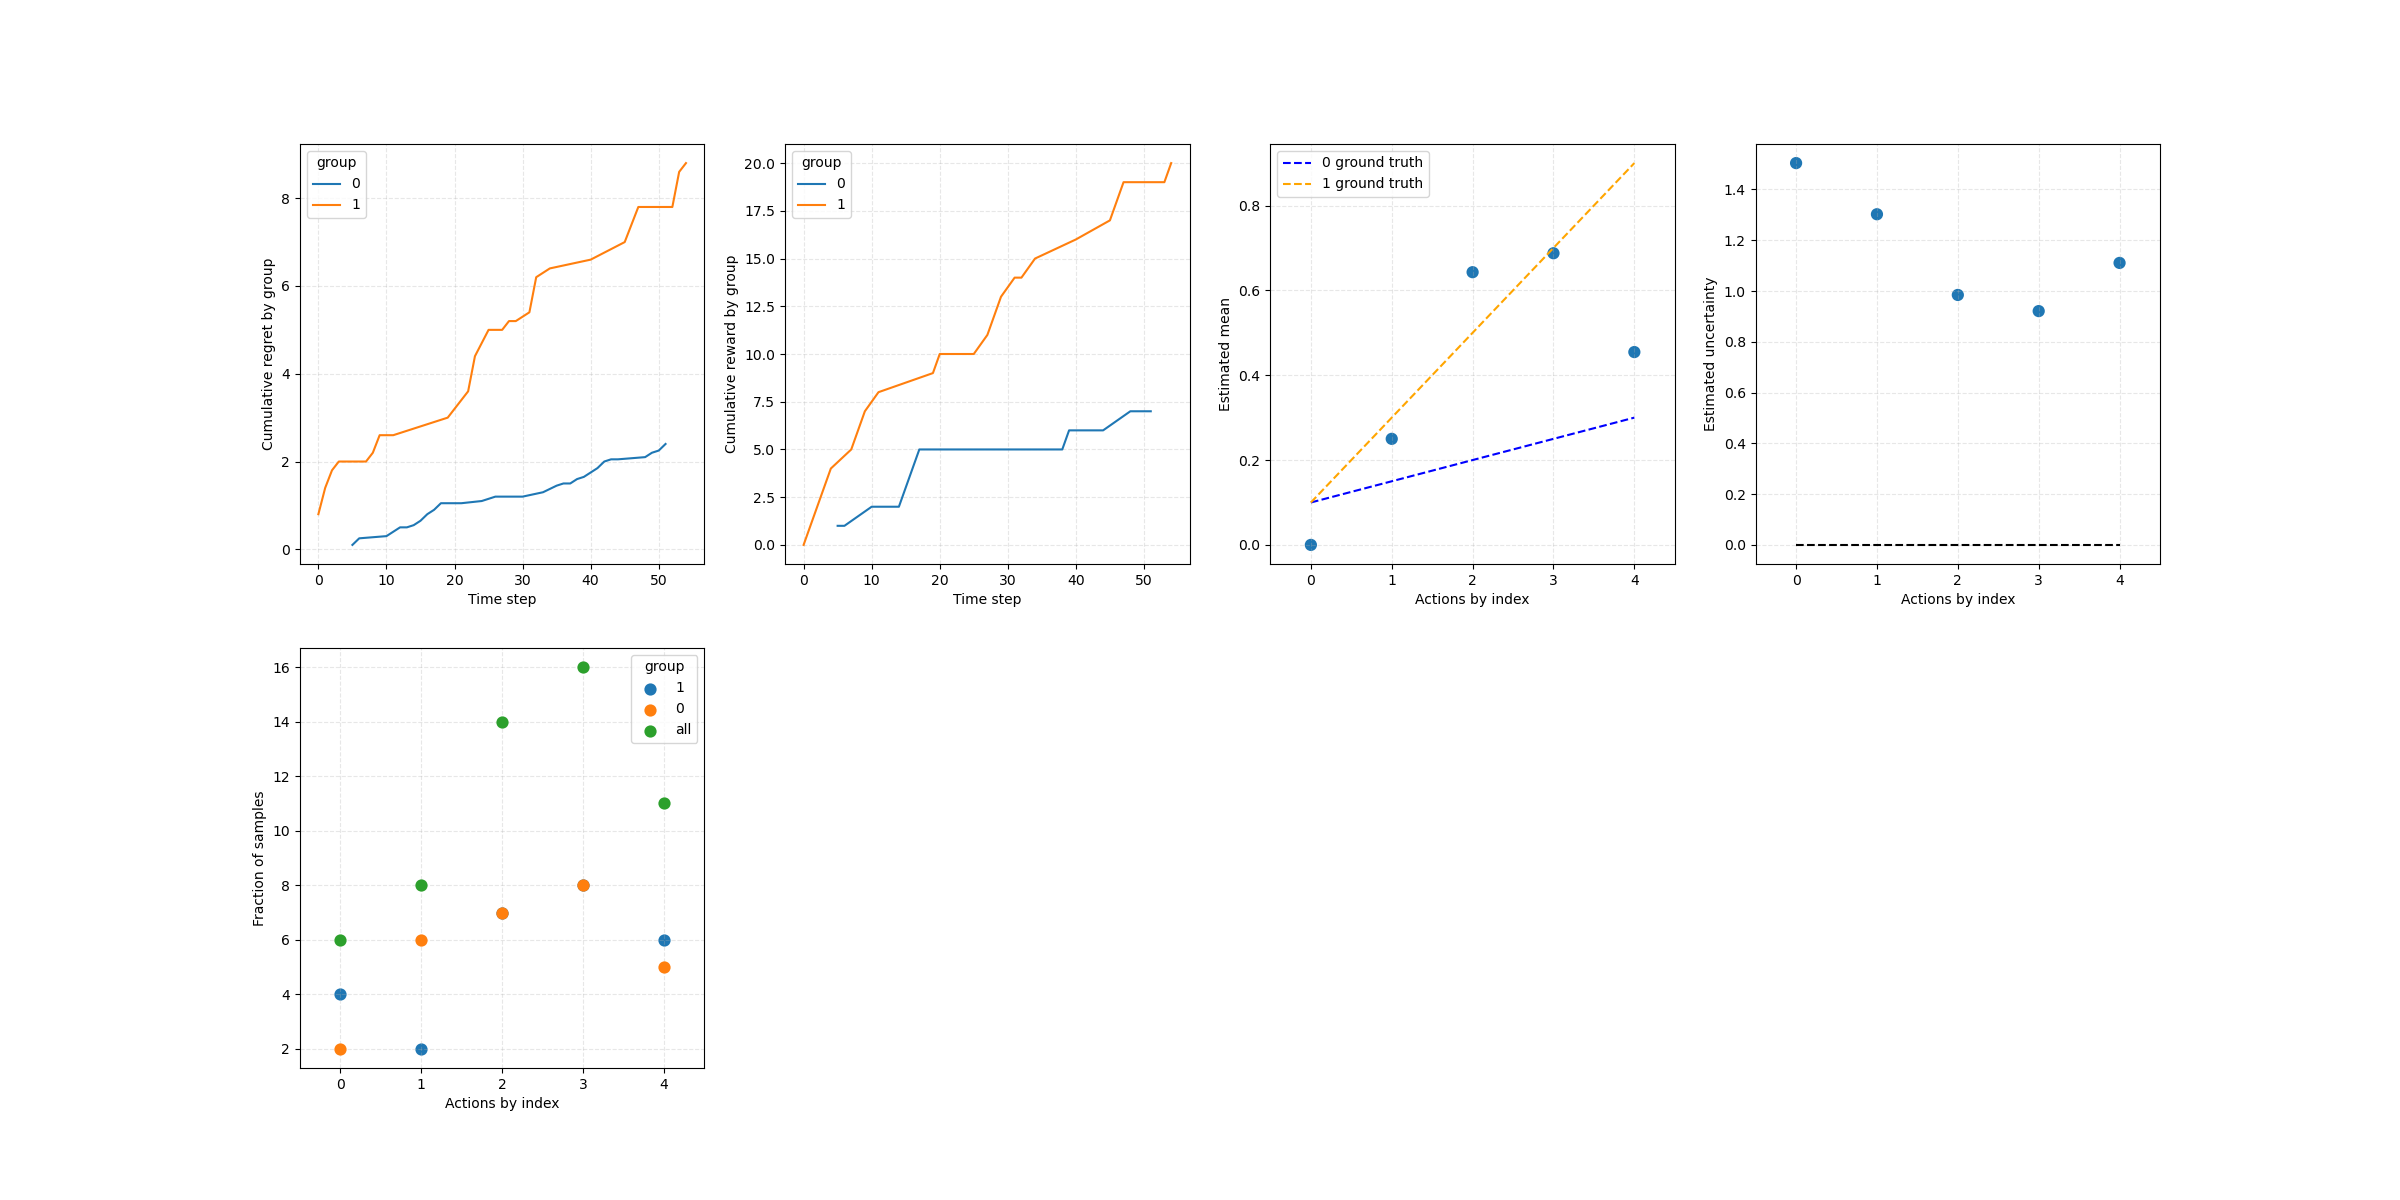 group
0
1
8
6
4
2
0
Cumulative regret by group
0 10 20 30 40 50
Time step
group
0
1
20.0
17.5
15.0
12.5
10.0
7.5
5.0
2.5
0.0
Cumulative reward by group
0 10 20 30 40 50
Time step
0 ground truth
1 ground truth
0.8
0.6
0.4
0.2
0.0
Estimated mean
0 1 2 3 4
Actions by index
1.4
1.2
1.0
0.8
0.6
0.4
0.2
0.0
Estimated uncertainty
0 1 2 3 4
Actions by index
group
1
0
all
16
14
12
10
8
6
4
2
Fraction of samples
0 1 2 3 4
Actions by index